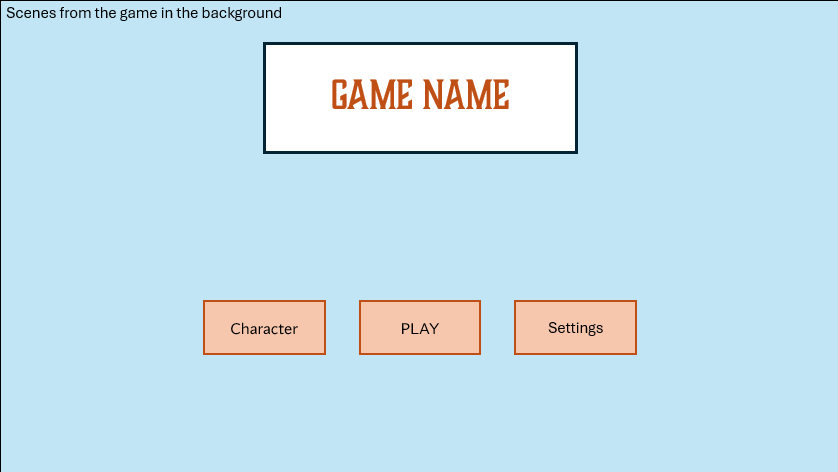 Scenes from the game in the background
GAME NAME
Character
PLAY
Settings